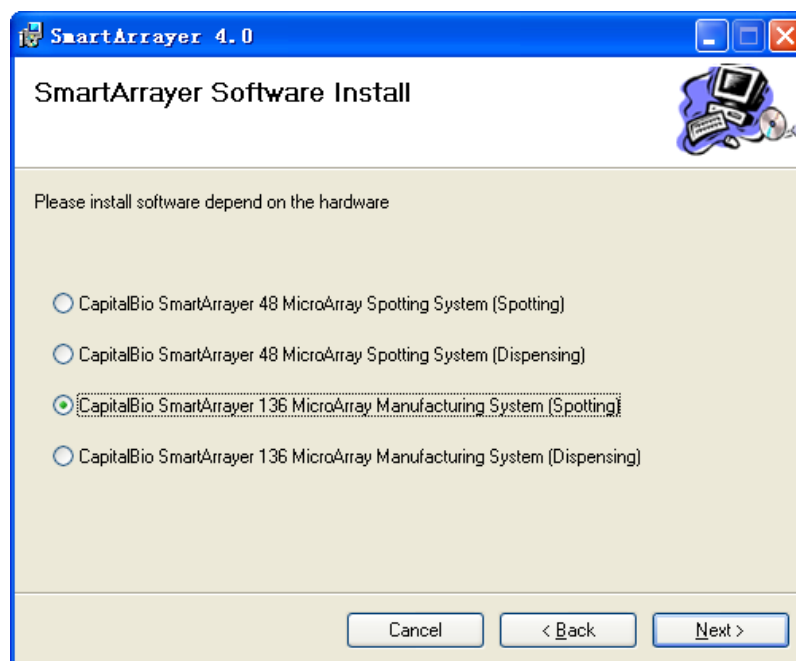 SmartArrayer 4.0
SmartArrayer Software Install
Please install software depend on the hardware
CapitalBio SmartArrayer 48 MicroArray Spotting System (Spotting)
CapitalBio SmartArrayer 48 MicroArray Spotting System (Dispensing)
CapitalBio SmartArrayer 136 MicroArray Manufacturing System (Spotting)
CapitalBio SmartArrayer 136 MicroArray Manufacturing System (Dispensing)
Cancel < Back Next >